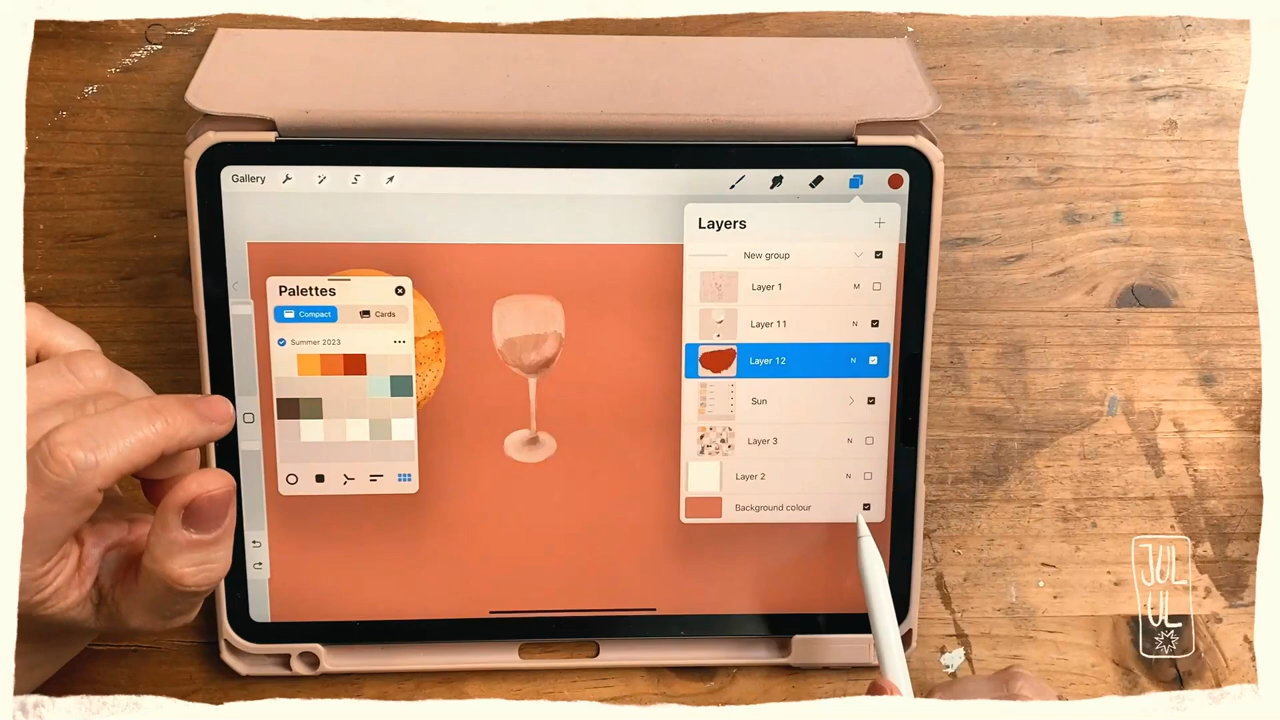 Gallery
Layers
New group
Layer 1 M
Layer 11 N
Layer 12 N
Sun
Layer 3 N
Layer 2 N
Background colour
Palettes
Compact Cards
Summer 2023
JUL
UL